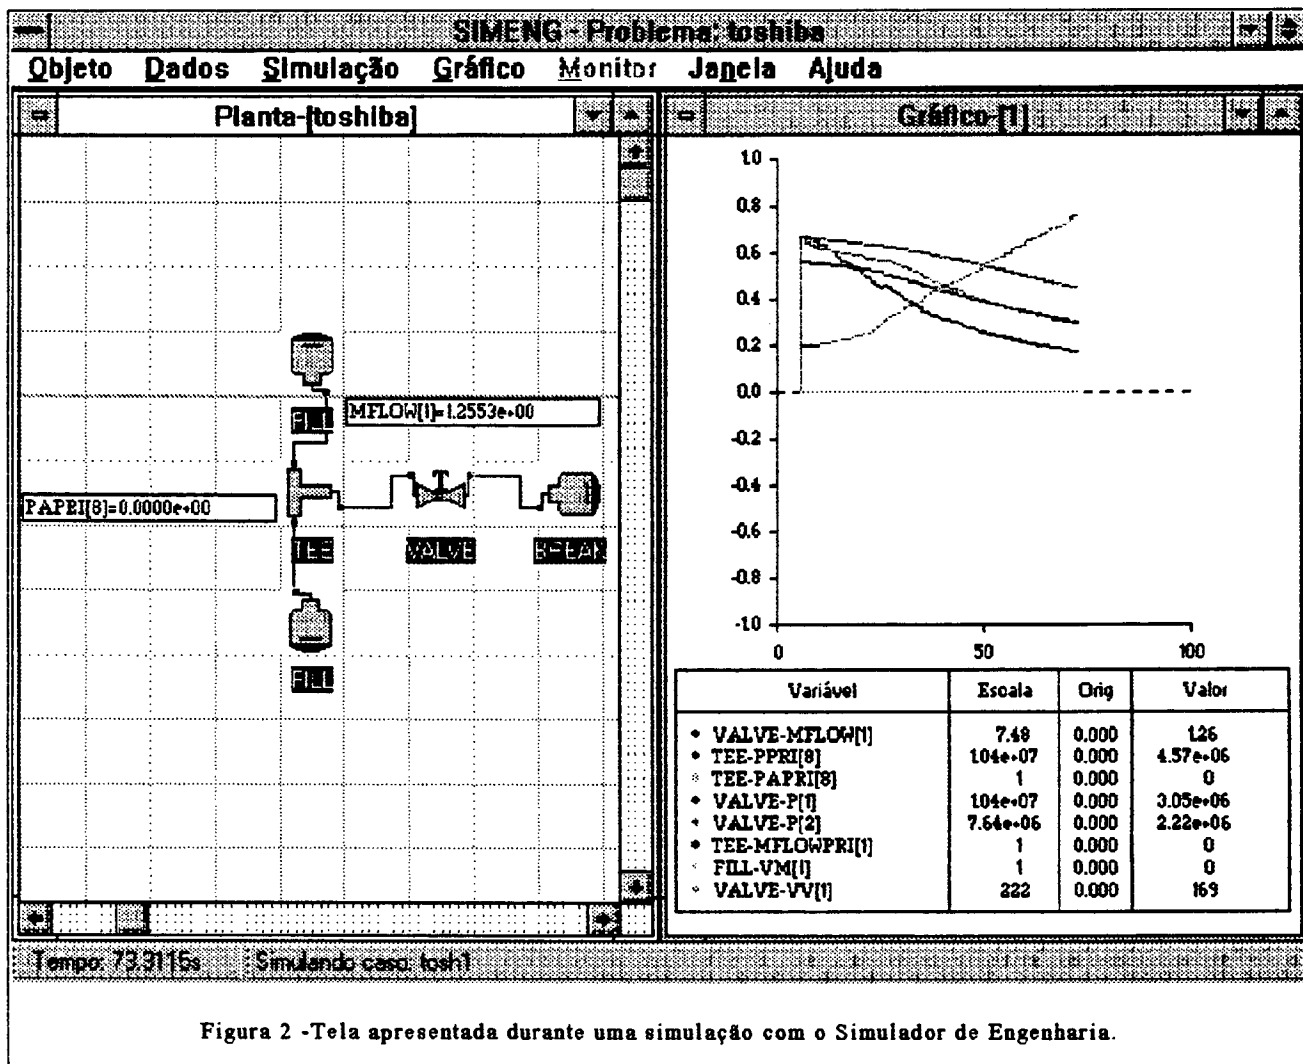 SIMENG - Problema: toshiba
Objeto Dados Simulação Gráfico Monitor Janela Ajuda
Planta-[toshiba]
FILL
MFLOW[1]=1.2553e+00
PAPRI[8]=0.0000e+00
TEE VALVE BREAK
FILL
Gráfico-[1]
1.0
0.8
0.6
0.4
0.2
0.0
-0.2
-0.4
-0.6
-0.8
-1.0
0 50 100
Variável Escala Orig Valor
VALVE-MFLOW[1] 7.48 0.000 1.26
TEE-PPRI[8] 1.04e+07 0.000 4.57e+06
TEE-PAPRI[8] 1 0.000 0
VALVE-P[1] 1.04e+07 0.000 3.05e+06
VALVE-P[2] 7.64e+06 0.000 2.22e+06
TEE-MFLOWPRI[1] 1 0.000 0
FILL-VM[1] 1 0.000 0
VALVE-VV[1] 222 0.000 169
Tempo: 73.3115s Simulando caso: tosh1
Figura 2 -Tela apresentada durante uma simulação com o Simulador de Engenharia.